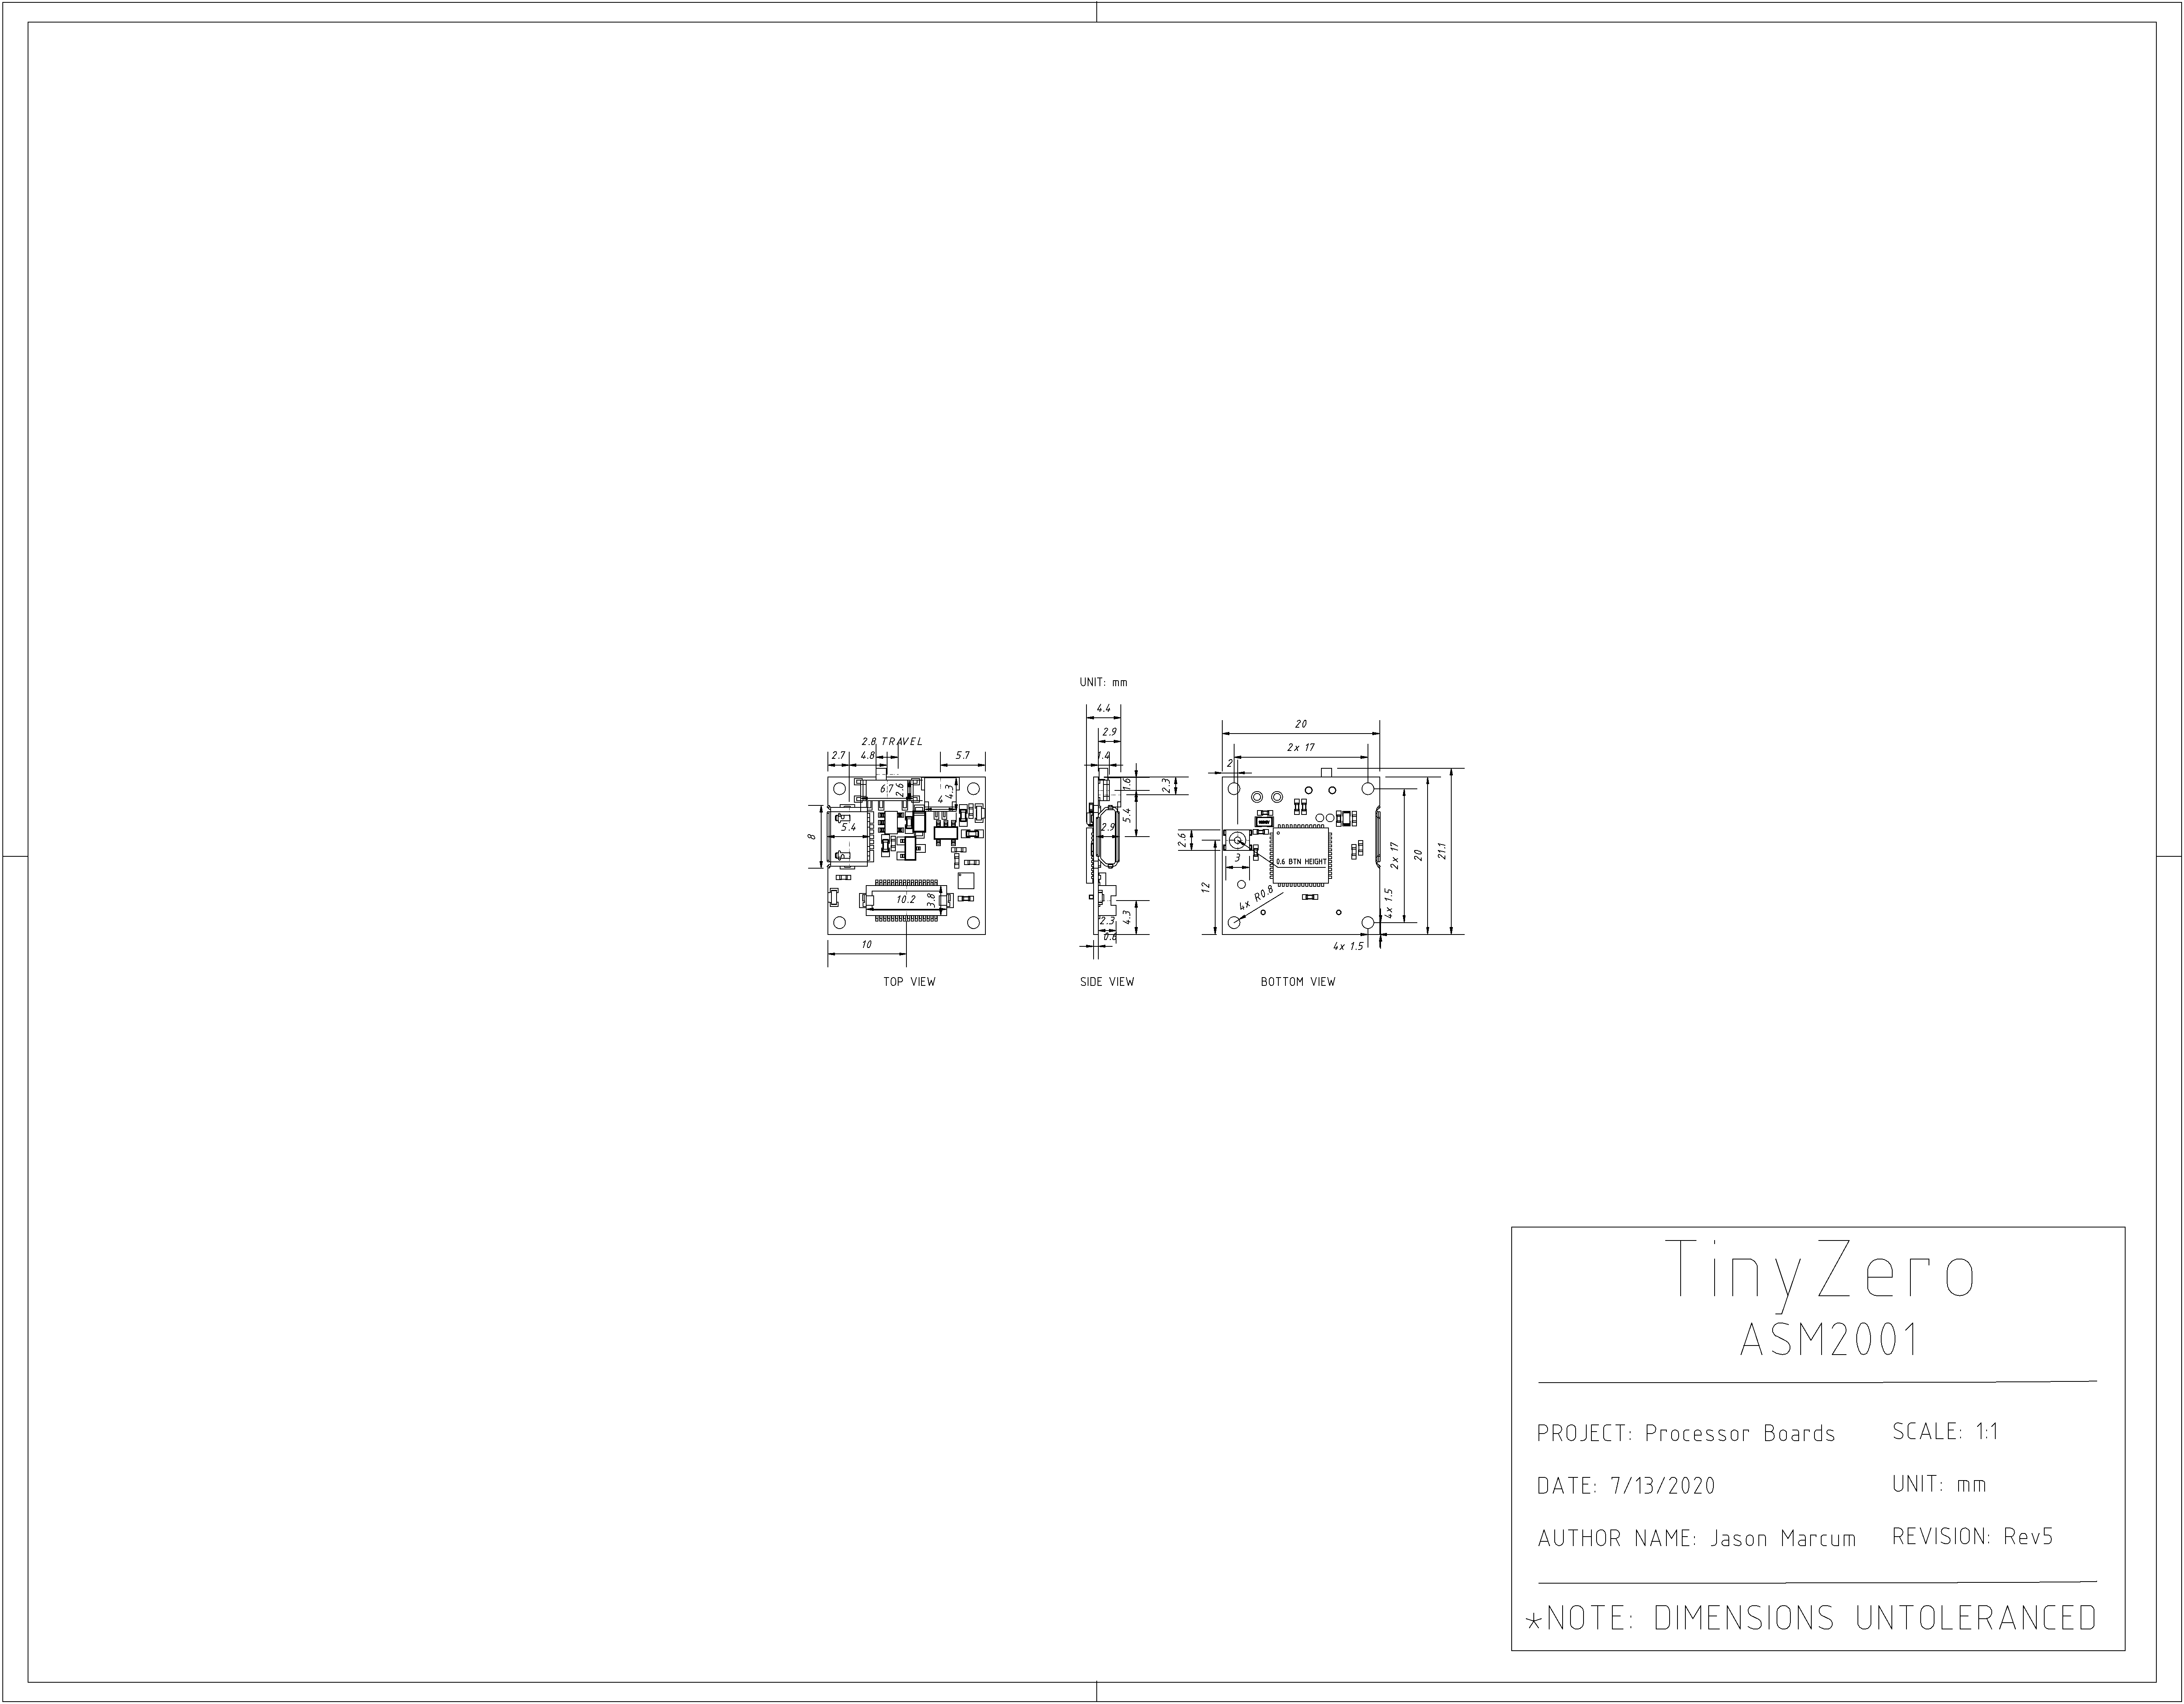 UNIT: mm
2.8 TRAVEL
2.7
4.8
5.7
6.7
2.6
4
4.3
5.4
8
10.2
3.8
10
TOP VIEW
4.4
2.9
1.4
1.6
2.3
5.4
2.9
4.3
2.3
0.6
SIDE VIEW
20
2x 17
2
2.6
3
0.6 BTN HEIGHT
12
4x R0.8
2x 17
20
21.1
4x 1.5
4x 1.5
BOTTOM VIEW
TinyZero
ASM2001
PROJECT: Processor Boards
SCALE: 1:1
DATE: 7/13/2020
UNIT: mm
AUTHOR NAME: Jason Marcum
REVISION: Rev5
*NOTE: DIMENSIONS UNTOLERANCED